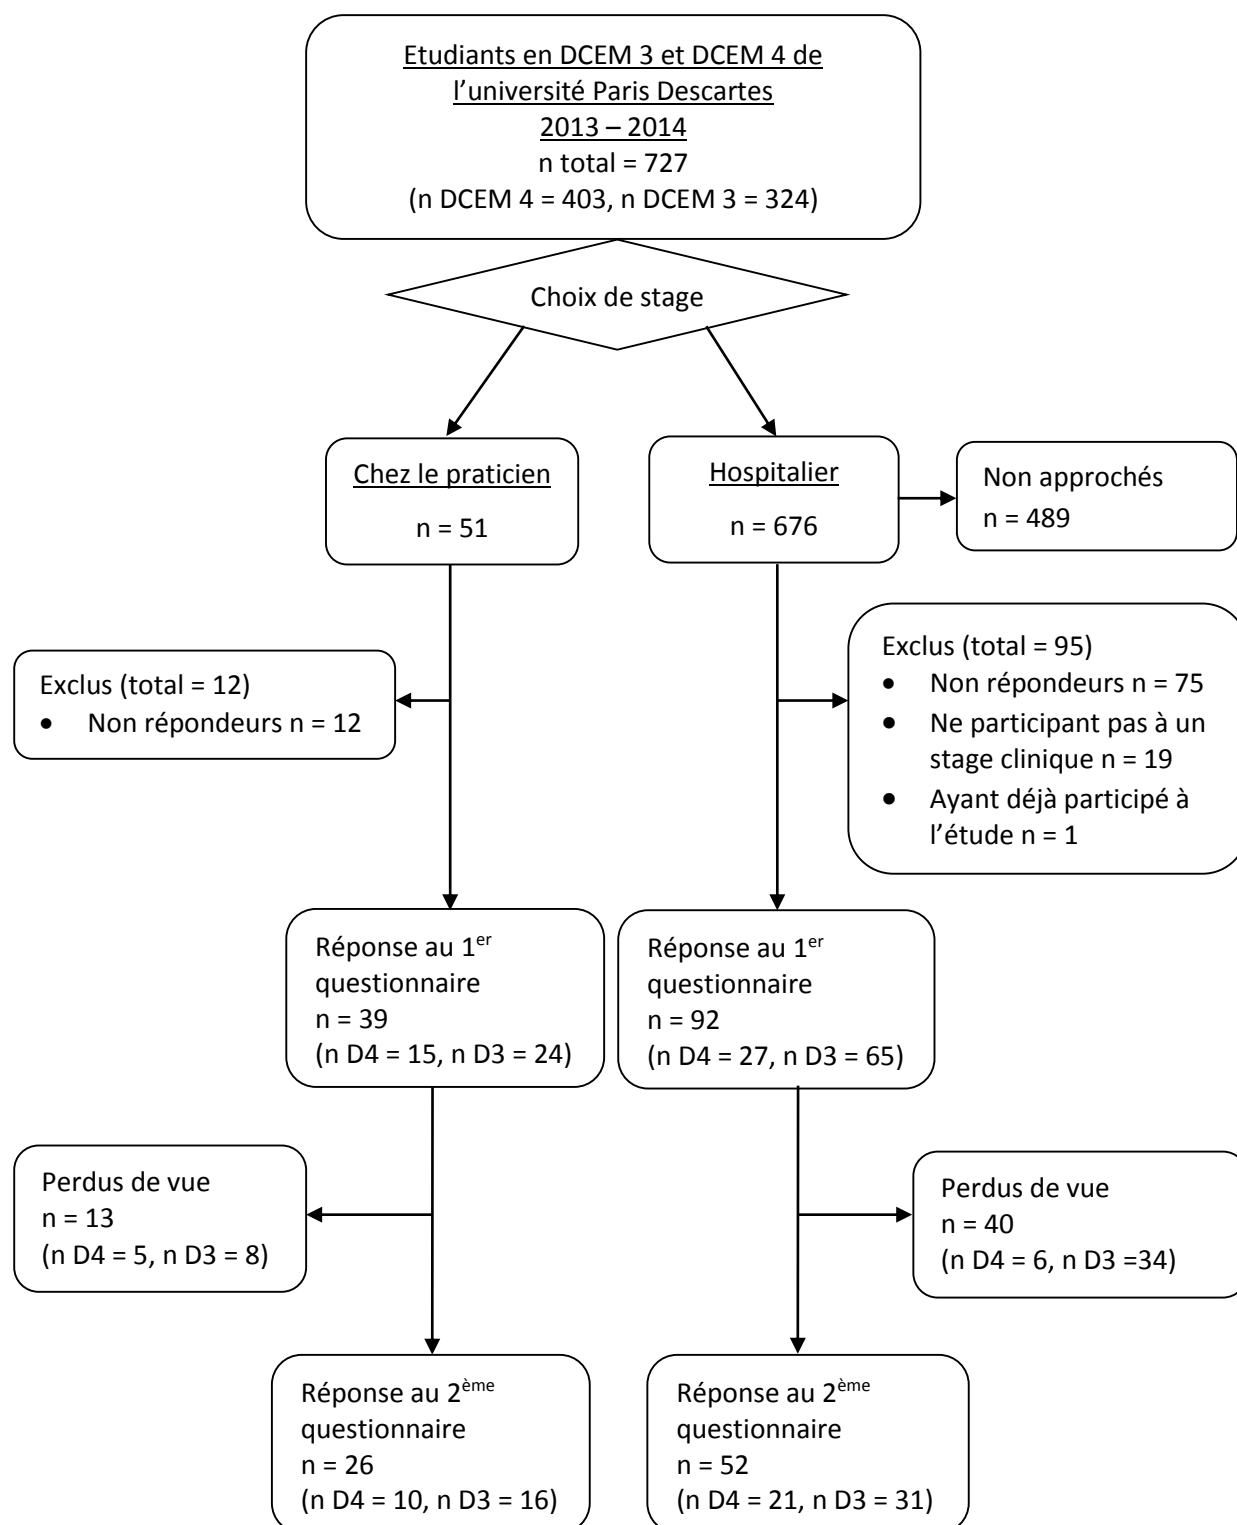 Etudiants en DCEM 3 et DCEM 4 de
l’université Paris Descartes
2013 – 2014
n total = 727
(n DCEM 4 = 403, n DCEM 3 = 324)
Choix de stage
Chez le praticien
n = 51
Hospitalier
n = 676
Non approchés
n = 489
Exclus (total = 12)
• Non répondeurs n = 12
Exclus (total = 95)
• Non répondeurs n = 75
• Ne participant pas à un
stage clinique n = 19
• Ayant déjà participé à
l’étude n = 1
Réponse au 1er
questionnaire
n = 39
(n D4 = 15, n D3 = 24)
Réponse au 1er
questionnaire
n = 92
(n D4 = 27, n D3 = 65)
Perdus de vue
n = 13
(n D4 = 5, n D3 = 8)
Perdus de vue
n = 40
(n D4 = 6, n D3 =34)
Réponse au 2ème
questionnaire
n = 26
(n D4 = 10, n D3 = 16)
Réponse au 2ème
questionnaire
n = 52
(n D4 = 21, n D3 = 31)